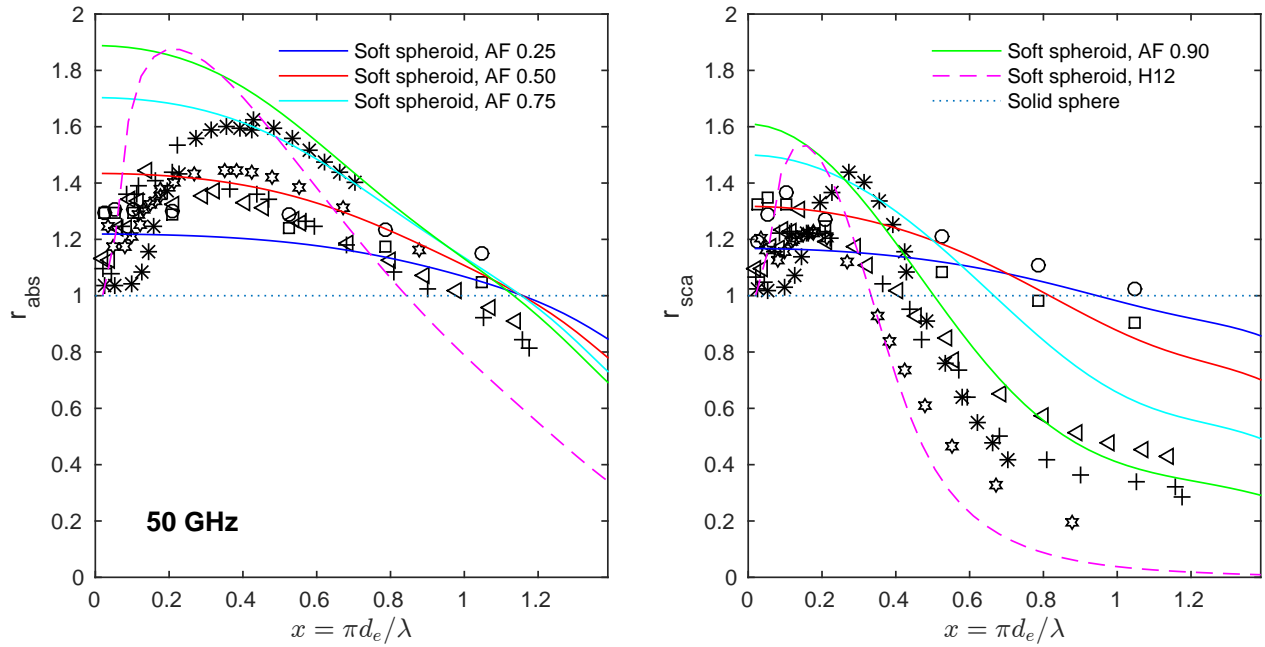 2
1.8
1.6
1.4
1.2
1
0.8
0.6
0.4
0.2
0
r_abs
Soft spheroid, AF 0.25
Soft spheroid, AF 0.50
Soft spheroid, AF 0.75
50 GHz
0 0.2 0.4 0.6 0.8 1 1.2
x = πd_e/λ
2
1.8
1.6
1.4
1.2
1
0.8
0.6
0.4
0.2
0
r_sca
Soft spheroid, AF 0.90
Soft spheroid, H12
Solid sphere
0 0.2 0.4 0.6 0.8 1 1.2
x = πd_e/λ